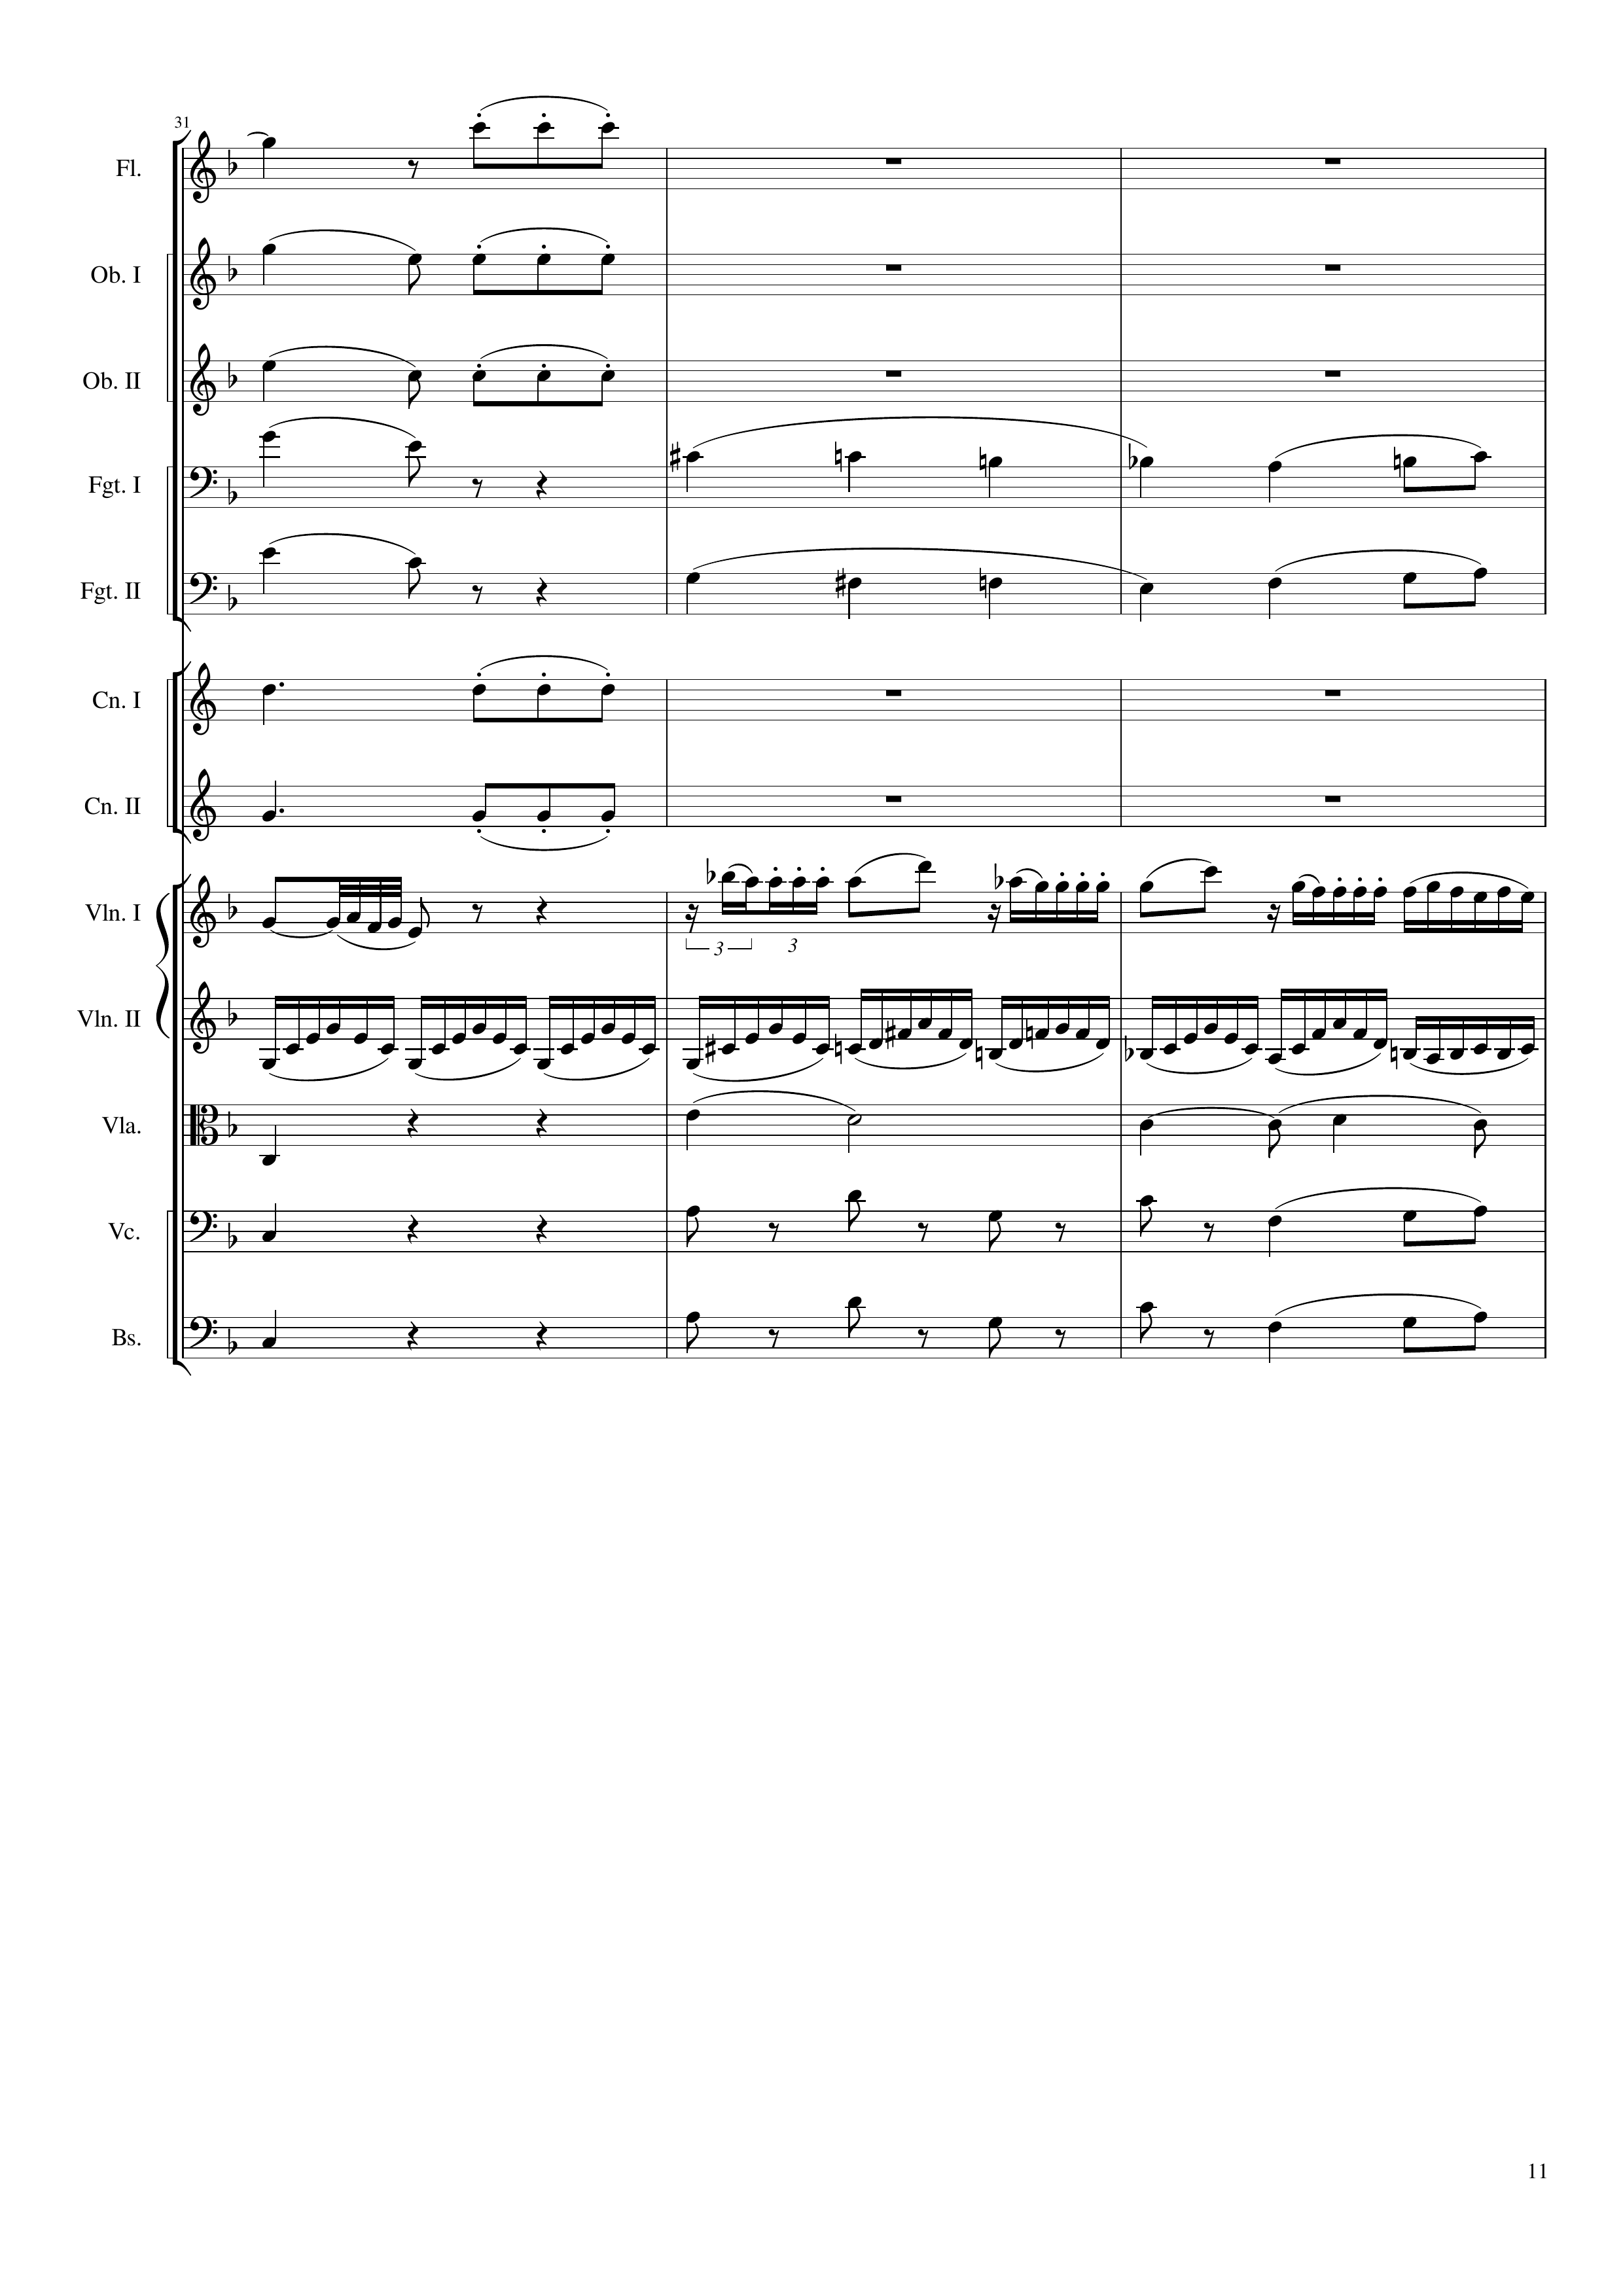 31
Fl.
Ob. I
Ob. II
Fgt. I
Fgt. II
Cn. I
Cn. II
Vln. I
3 3
Vln. II
Vla.
Vc.
Bs.
11